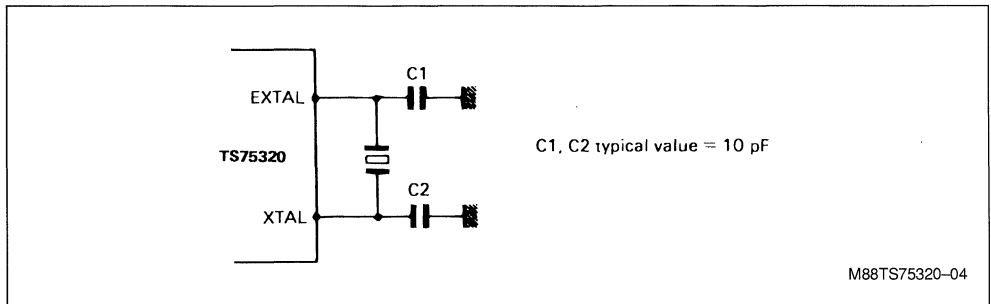 C1
EXTAL
TS75320
C1, C2 typical value = 10 pF
C2
XTAL
M88TS75320-04